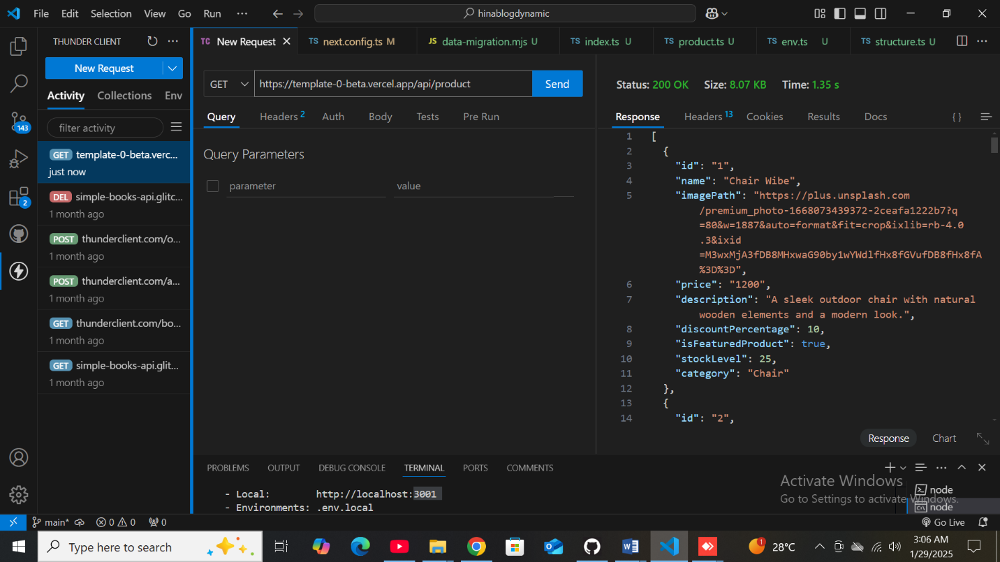 File Edit Selection View Go Run ··· hinablogdynamic
THUNDER CLIENT
New Request
Activity Collections Env
filter activity
GET template-0-beta.verc...
just now
DEL simple-books-api.glitc...
1 month ago
POST thunderclient.com/o...
1 month ago
POST thunderclient.com/a...
1 month ago
GET thunderclient.com/bo...
1 month ago
GET simple-books-api.glit...
1 month ago
143
2
TC New Request TS next.config.ts M JS data-migration.mjs U TS index.ts U TS product.ts U TS env.ts U TS structure.ts U
GET https://template-0-beta.vercel.app/api/product Send
Query Headers 2 Auth Body Tests Pre Run
Query Parameters
parameter value
Status: 200 OK Size: 8.07 KB Time: 1.35 s
Response Headers 13 Cookies Results Docs { }
1 [
2 {
3 "id": "1",
4 "name": "Chair Wibe",
5 "imagePath": "https://plus.unsplash.com
/premium_photo-1668073439372-2ceafa1222b7?q
=80&w=1887&auto=format&fit=crop&ixlib=rb-4.0
.3&ixid
=M3wxMjA3fDB8MHxwaG90by1wYWdlfHx8fGVufDB8fHx8fA
%3D%3D",
6 "price": "1200",
7 "description": "A sleek outdoor chair with natural
wooden elements and a modern look.",
8 "discountPercentage": 10,
9 "isFeaturedProduct": true,
10 "stockLevel": 25,
11 "category": "Chair"
12 },
13 {
14 "id": "2",
Response Chart
PROBLEMS OUTPUT DEBUG CONSOLE TERMINAL PORTS COMMENTS
- Local: http://localhost:3001
- Environments: .env.local
node
node
Activate Windows
Go to Settings to activate Windows.
main* 0 0 0 Go Live
Type here to search
1
28°C
3:06 AM
1/29/2025